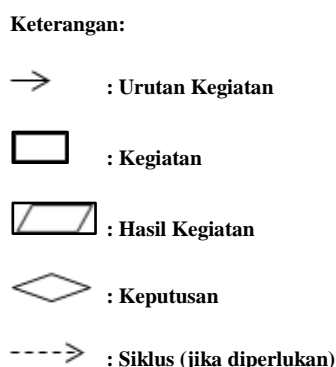 Keterangan:
: Urutan Kegiatan
: Kegiatan
: Hasil Kegiatan
: Keputusan
: Siklus (jika diperlukan)